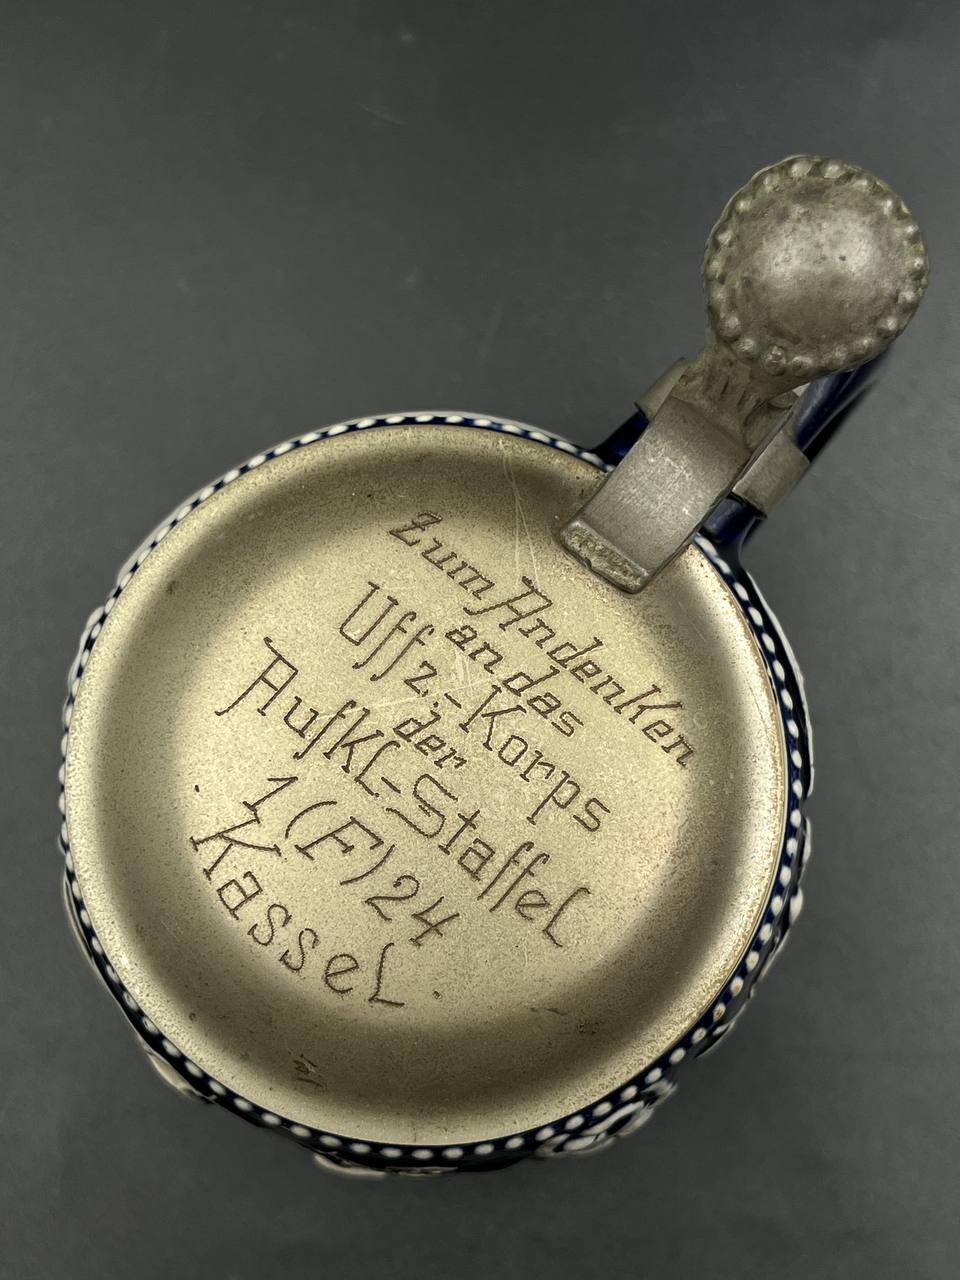 Zum Andenken
an das
Uffz.-Korps
der
Aufkl-Staffel
1(F)24
Kassel.